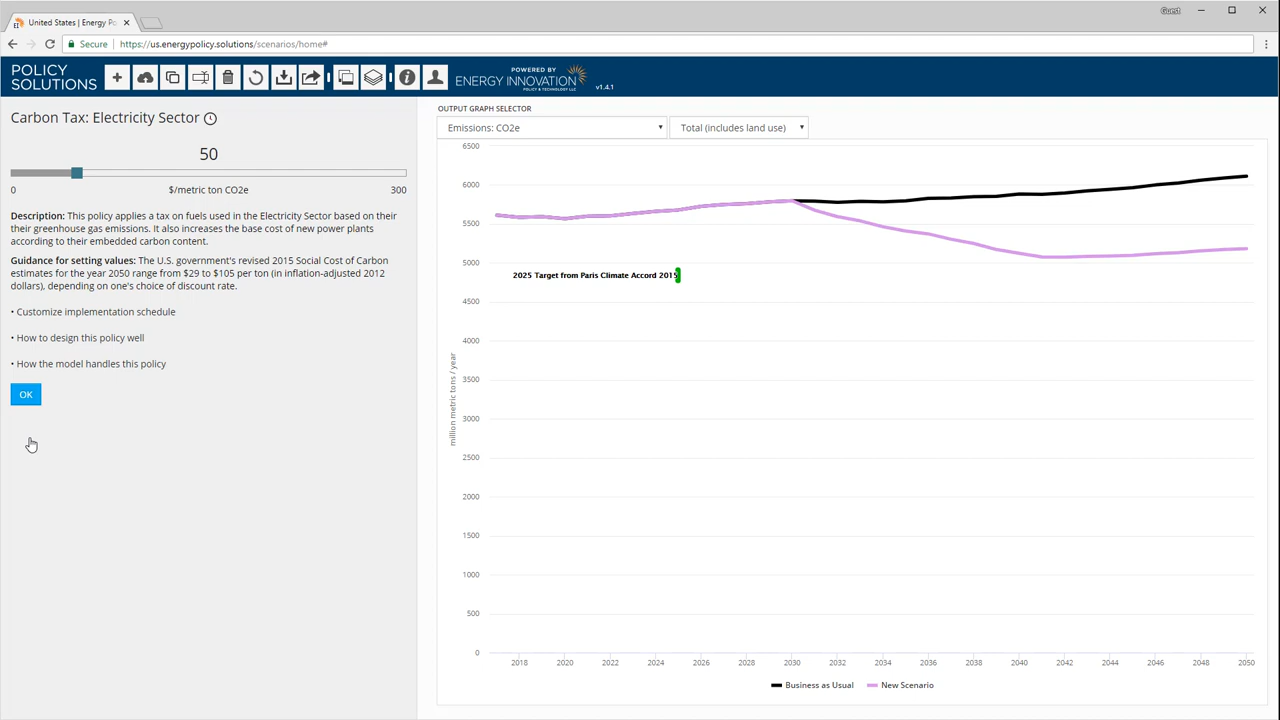 Guest
United States | Energy Po
Secure https://us.energypolicy.solutions/scenarios/home#
POLICY
SOLUTIONS
POWERED BY
ENERGY INNOVATION
POLICY & TECHNOLOGY LLC
v1.4.1
Carbon Tax: Electricity Sector
50
0 $/metric ton CO2e 300
Description: This policy applies a tax on fuels used in the Electricity Sector based on their
their greenhouse gas emissions. It also increases the base cost of new power plants
according to their embedded carbon content.
Guidance for setting values: The U.S. government's revised 2015 Social Cost of Carbon
estimates for the year 2050 range from $29 to $105 per ton (in inflation-adjusted 2012
dollars), depending on one's choice of discount rate.
• Customize implementation schedule
• How to design this policy well
• How the model handles this policy
OK
OUTPUT GRAPH SELECTOR
Emissions: CO2e Total (includes land use)
6500
6000
5500
5000
2025 Target from Paris Climate Accord 2015
4500
4000
million metric tons / year
3500
3000
2500
2000
1500
1000
500
0
2018 2020 2022 2024 2026 2028 2030 2032 2034 2036 2038 2040 2042 2044 2046 2048 2050
Business as Usual New Scenario